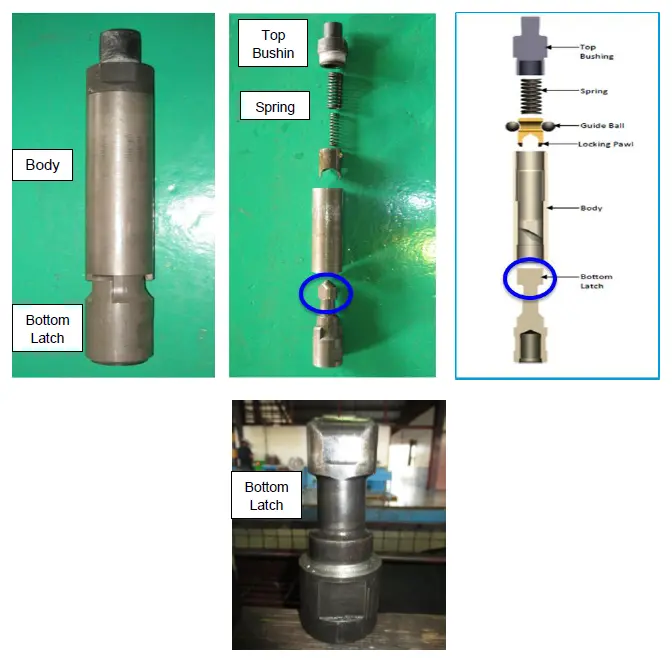 Body
Bottom
Latch
Top
Bushin
Spring
Top
Bushing
Spring
Guide Ball
Locking Pawl
Body
Bottom
Latch
Bottom
Latch